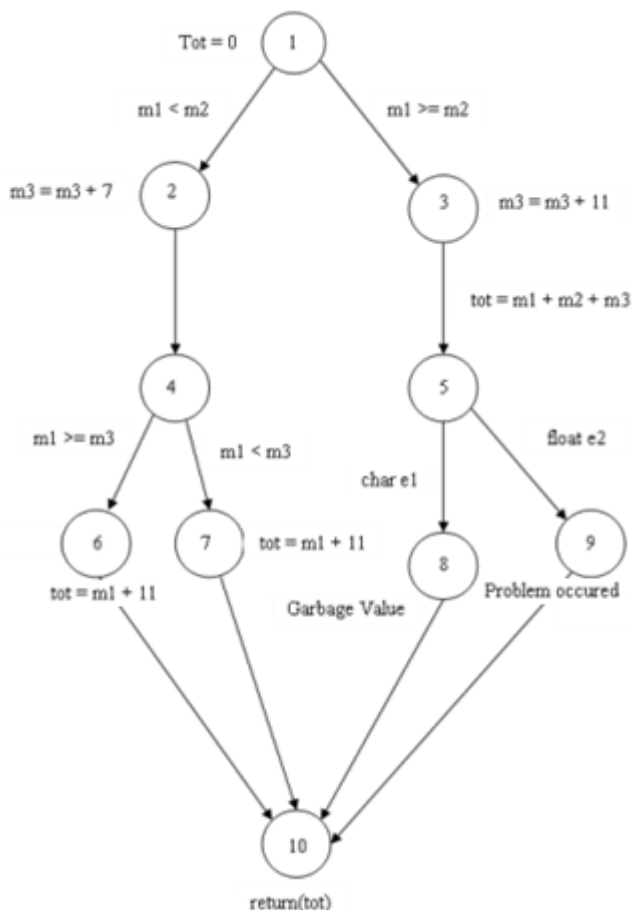 Tot = 0
1
m1 < m2
m1 >= m2
m3 = m3 + 7
2
3
m3 = m3 + 11
tot = m1 + m2 + m3
4
5
m1 >= m3
m1 < m3
float e2
char e1
6
7
tot = m1 + 11
9
8
tot = m1 + 11
Problem occured
Garbage Value
10
return(tot)